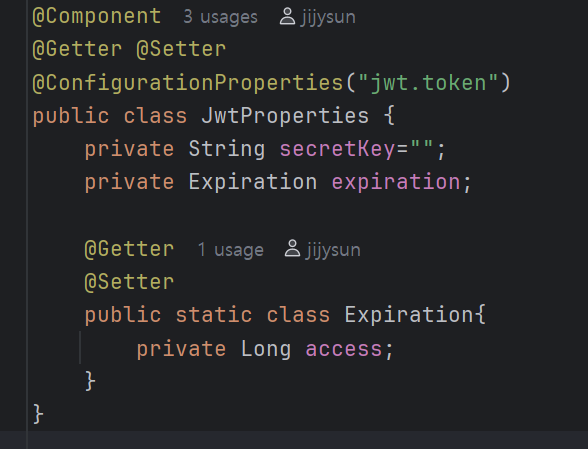 @Component 3 usages jijysun
@Getter @Setter
@ConfigurationProperties("jwt.token")
public class JwtProperties {
    private String secretKey="";
    private Expiration expiration;
    @Getter 1 usage jijysun
    @Setter
    public static class Expiration{
        private Long access;
    }
}